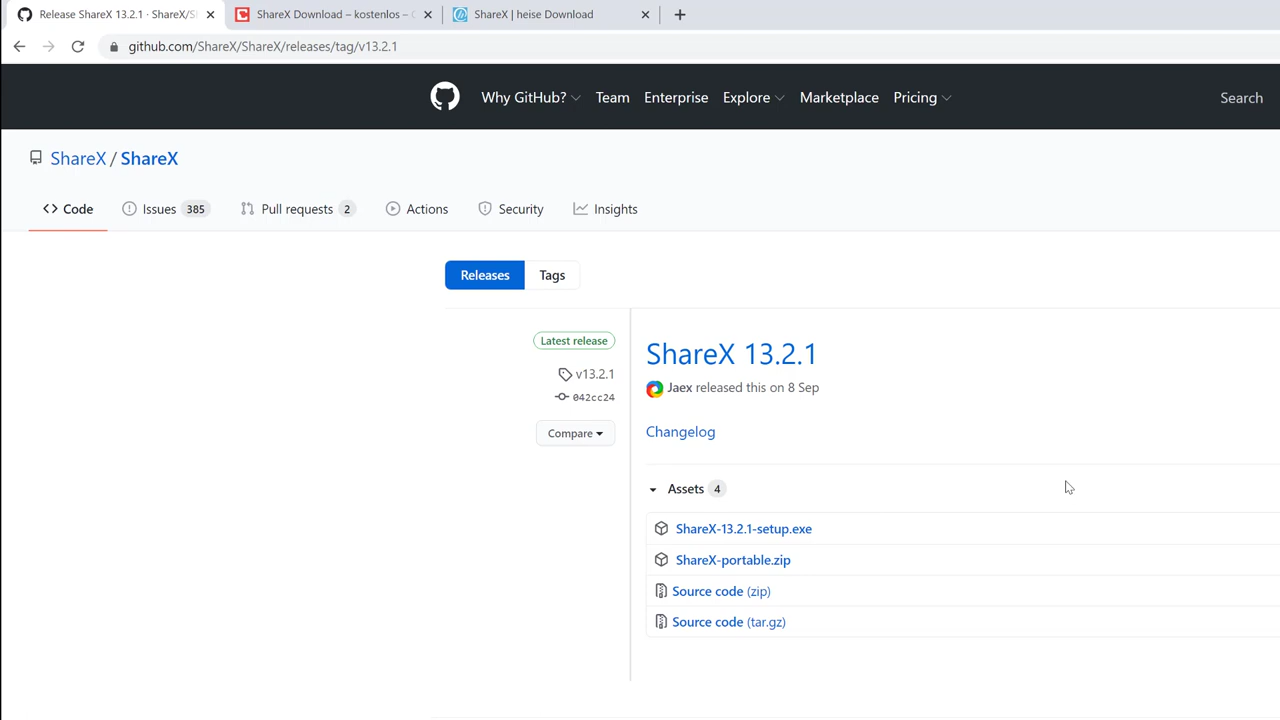 Release ShareX 13.2.1 · ShareX/S
ShareX Download – kostenlos – C
ShareX | heise Download
github.com/ShareX/ShareX/releases/tag/v13.2.1
Why GitHub?
Team
Enterprise
Explore
Marketplace
Pricing
Search
ShareX / ShareX
Code
Issues 385
Pull requests 2
Actions
Security
Insights
Releases
Tags
Latest release
v13.2.1
042cc24
Compare
ShareX 13.2.1
Jaex released this on 8 Sep
Changelog
Assets 4
ShareX-13.2.1-setup.exe
ShareX-portable.zip
Source code (zip)
Source code (tar.gz)